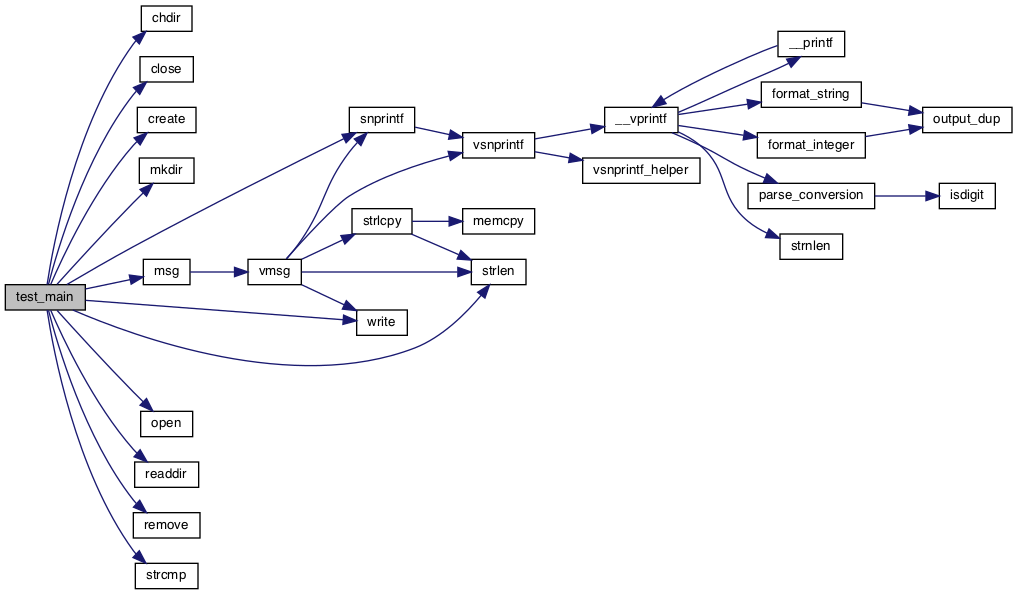 chdir
close
create
mkdir
msg
test_main
open
readdir
remove
strcmp
snprintf
strlcpy
vmsg
write
vsnprintf
memcpy
strlen
__vprintf
vsnprintf_helper
__printf
format_string
format_integer
parse_conversion
strnlen
output_dup
isdigit